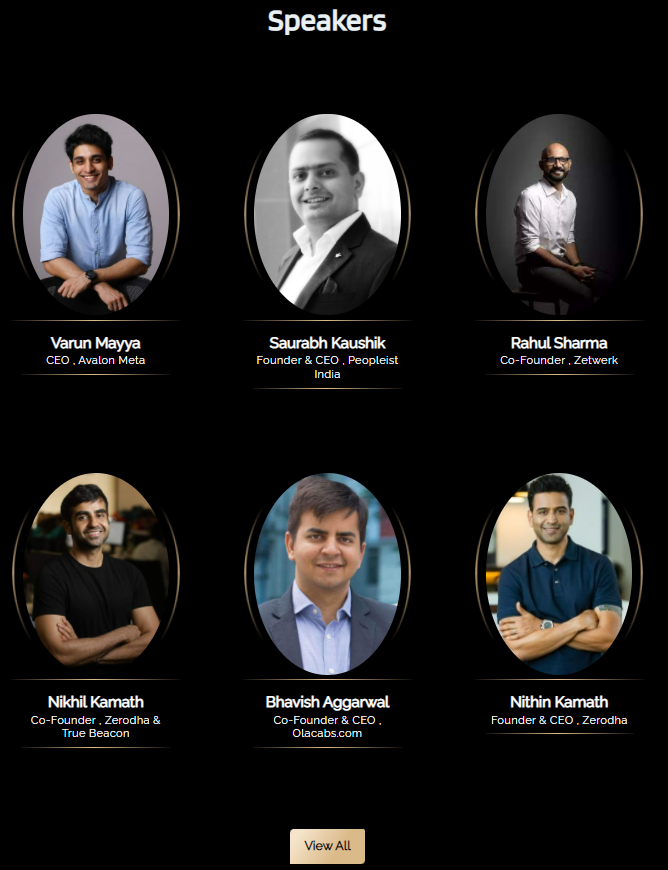 Speakers
Varun Mayya
CEO , Avalon Meta
Saurabh Kaushik
Founder & CEO , Peopleist
India
Rahul Sharma
Co-Founder , Zetwerk
Nikhil Kamath
Co-Founder , Zerodha &
True Beacon
Bhavish Aggarwal
Co-Founder & CEO ,
Olacabs.com
Nithin Kamath
Founder & CEO , Zerodha
View All